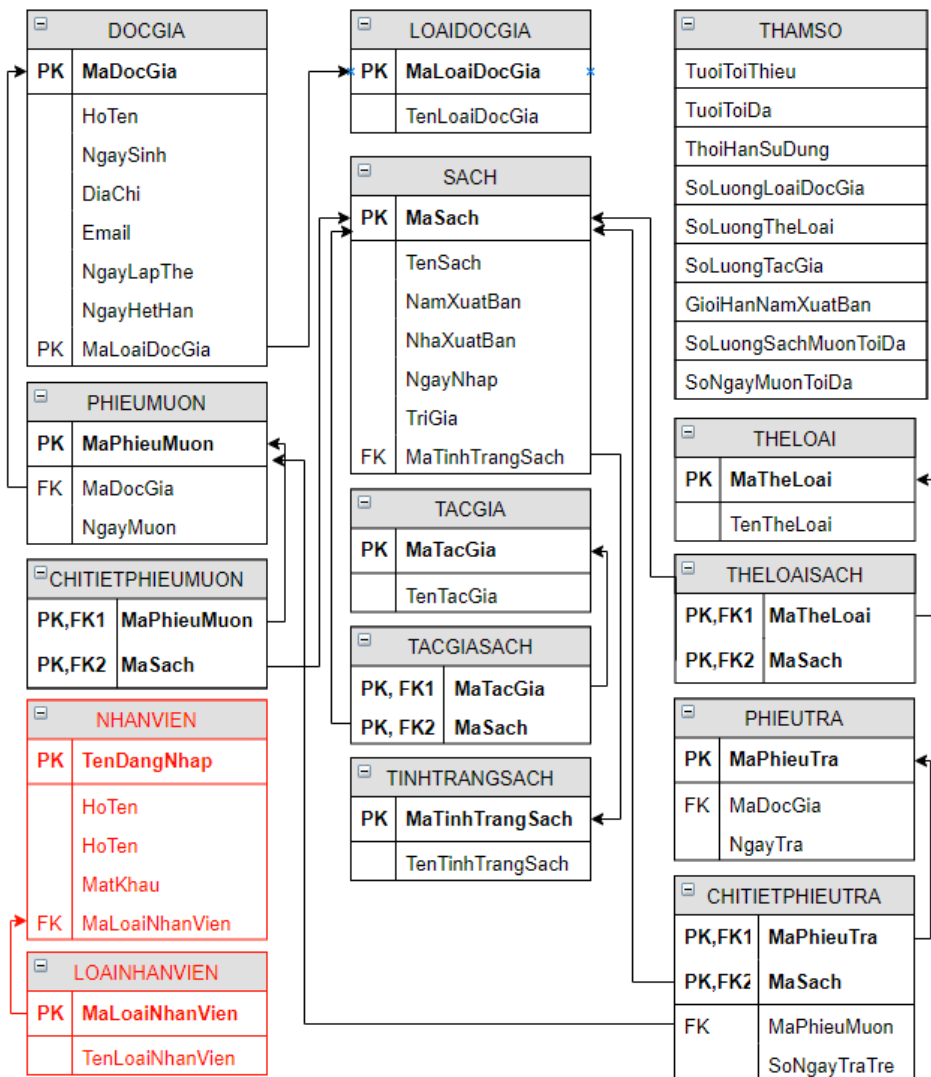 DOCGIA
PK MaDocGia
HoTen
NgaySinh
DiaChi
Email
NgayLapThe
NgayHetHan
PK MaLoaiDocGia
PHIEUMUON
PK MaPhieuMuon
FK MaDocGia
NgayMuon
CHITIETPHIEUMUON
PK,FK1 MaPhieuMuon
PK,FK2 MaSach
NHANVIEN
PK TenDangNhap
HoTen
HoTen
MatKhau
FK MaLoaiNhanVien
LOAINHANVIEN
PK MaLoaiNhanVien
TenLoaiNhanVien
LOAIDOCGIA
PK MaLoaiDocGia
TenLoaiDocGia
SACH
PK MaSach
TenSach
NamXuatBan
NhaXuatBan
NgayNhap
TriGia
FK MaTinhTrangSach
TACGIA
PK MaTacGia
TenTacGia
TACGIASACH
PK, FK1 MaTacGia
PK, FK2 MaSach
TINHTRANGSACH
PK MaTinhTrangSach
TenTinhTrangSach
THAMSO
TuoiToiThieu
TuoiToiDa
ThoiHanSuDung
SoLuongLoaiDocGia
SoLuongTheLoai
SoLuongTacGia
GioiHanNamXuatBan
SoLuongSachMuonToiDa
SoNgayMuonToiDa
THELOAI
PK MaTheLoai
TenTheLoai
THELOAISACH
PK,FK1 MaTheLoai
PK,FK2 MaSach
PHIEUTRA
PK MaPhieuTra
FK MaDocGia
NgayTra
CHITIETPHIEUTRA
PK,FK1 MaPhieuTra
PK,FK2 MaSach
FK MaPhieuMuon
SoNgayTraTre